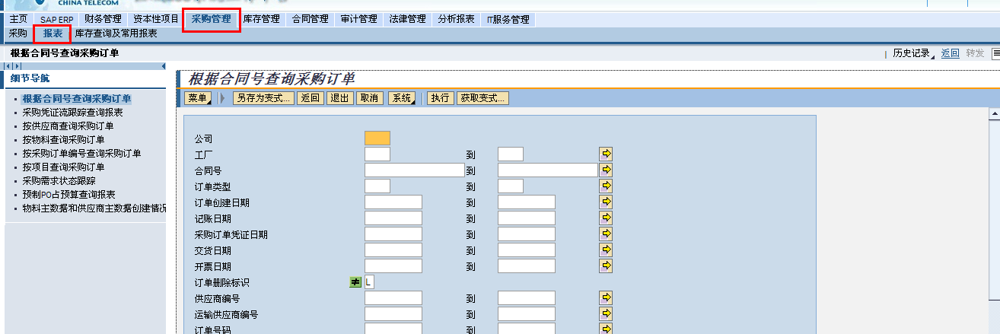 CHINA TELECOM
主页 SAP ERP 财务管理 资本性项目 采购管理 库存管理 合同管理 审计管理 法律管理 分析报表 IT服务管理
采购 报表 库存查询及常用报表
根据合同号查询采购订单 历史记录 返回 转发
细节导航
根据合同号查询采购订单
采购凭证流跟踪查询报表
按供应商查询采购订单
按物料查询采购订单
按采购订单编号查询采购订单
按项目查询采购订单
采购需求状态跟踪
预制PO占预算查询报表
物料主数据和供应商主数据创建情况
根据合同号查询采购订单
菜单 另存为变式... 返回 退出 取消 系统 执行 获取变式...
公司
工厂 到
合同号 到
订单类型 到
订单创建日期 到
记账日期 到
采购订单凭证日期 到
交货日期 到
开票日期 到
订单删除标识 ≠ L
供应商编号 到
运输供应商编号 到
订单号码 到